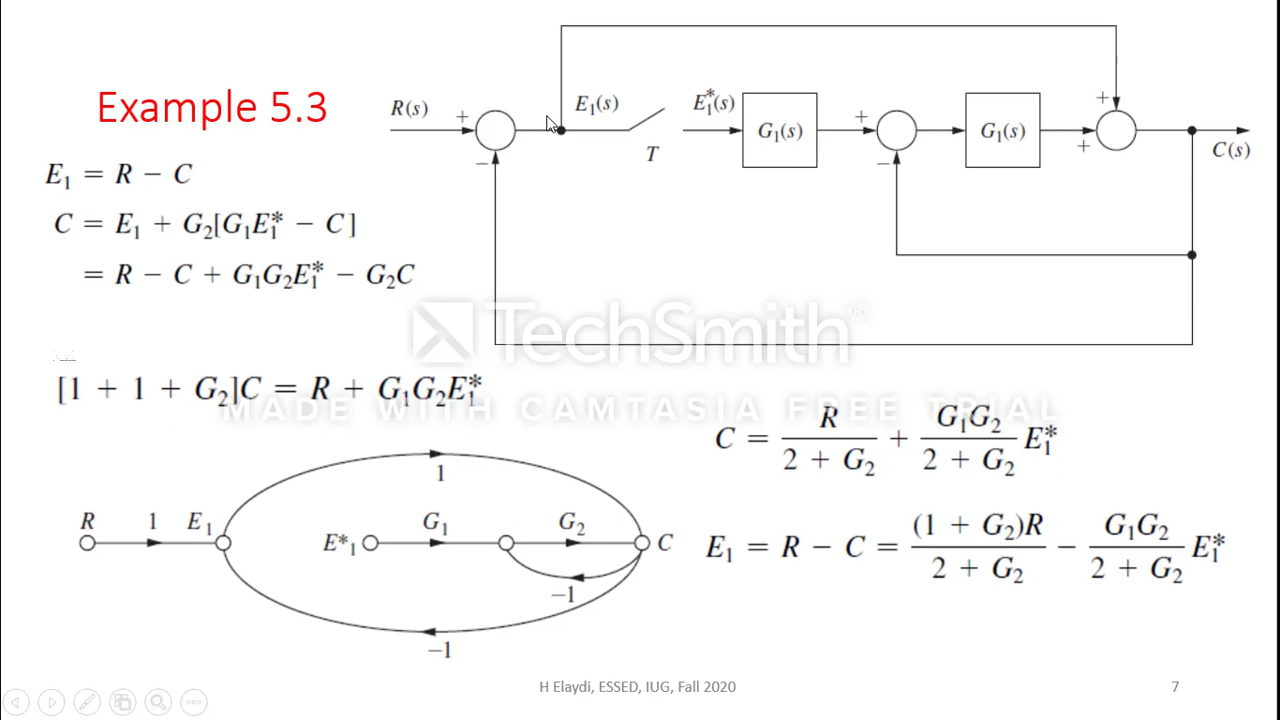 Example 5.3
E₁ = R − C
C = E₁ + G₂[G₁E₁* − C]
= R − C + G₁G₂E₁* − G₂C
[1 + 1 + G₂]C = R + G₁G₂E₁*
R(s)
+
−
E₁(s)
T
E₁*(s)
G₁(s)
+
−
G₁(s)
+
+
C(s)
TechSmith®
MADE WITH CAMTASIA FREE TRIAL
C = R / (2 + G₂) + G₁G₂ / (2 + G₂) E₁*
E₁ = R − C = (1 + G₂)R / (2 + G₂) − G₁G₂ / (2 + G₂) E₁*
1
R 1 E₁ E*₁ G₁ G₂ C
−1
−1
H Elaydi, ESSED, IUG, Fall 2020
7